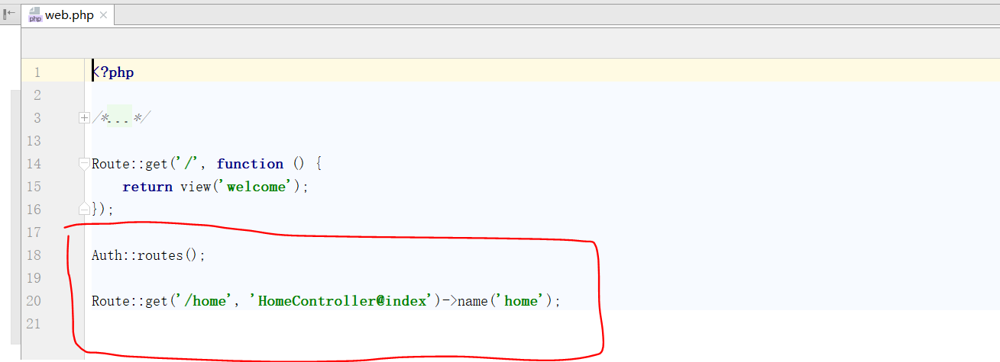 php web.php
1 <?php
2
3 /*...*/
13
14 Route::get('/', function () {
15 return view('welcome');
16 });
17
18 Auth::routes();
19
20 Route::get('/home', 'HomeController@index')->name('home');
21